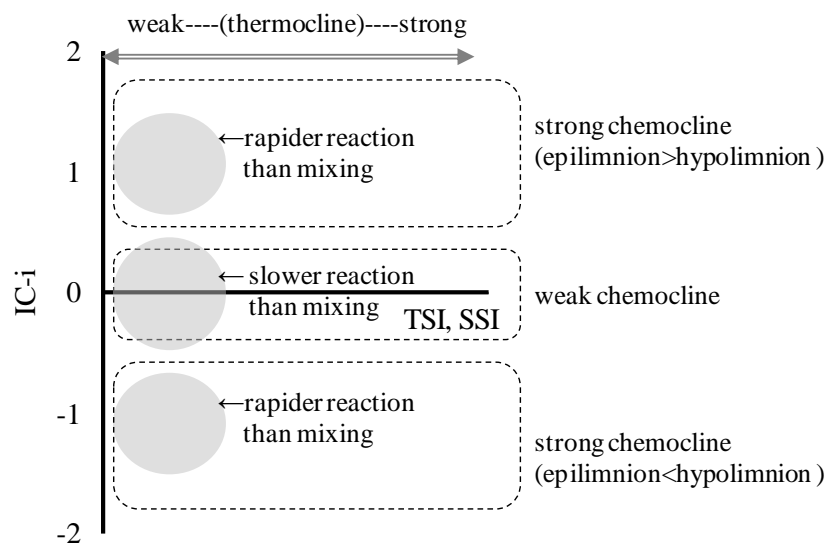 weak----(thermocline)----strong
2
←rapider reaction
than mixing
strong chemocline
(epilimnion>hypolimnion )
1
IC-i
0
← slower reaction
than mixing
TSI, SSI
weak chemocline
-1
←rapider reaction
than mixing
strong chemocline
(epilimnion<hypolimnion )
-2